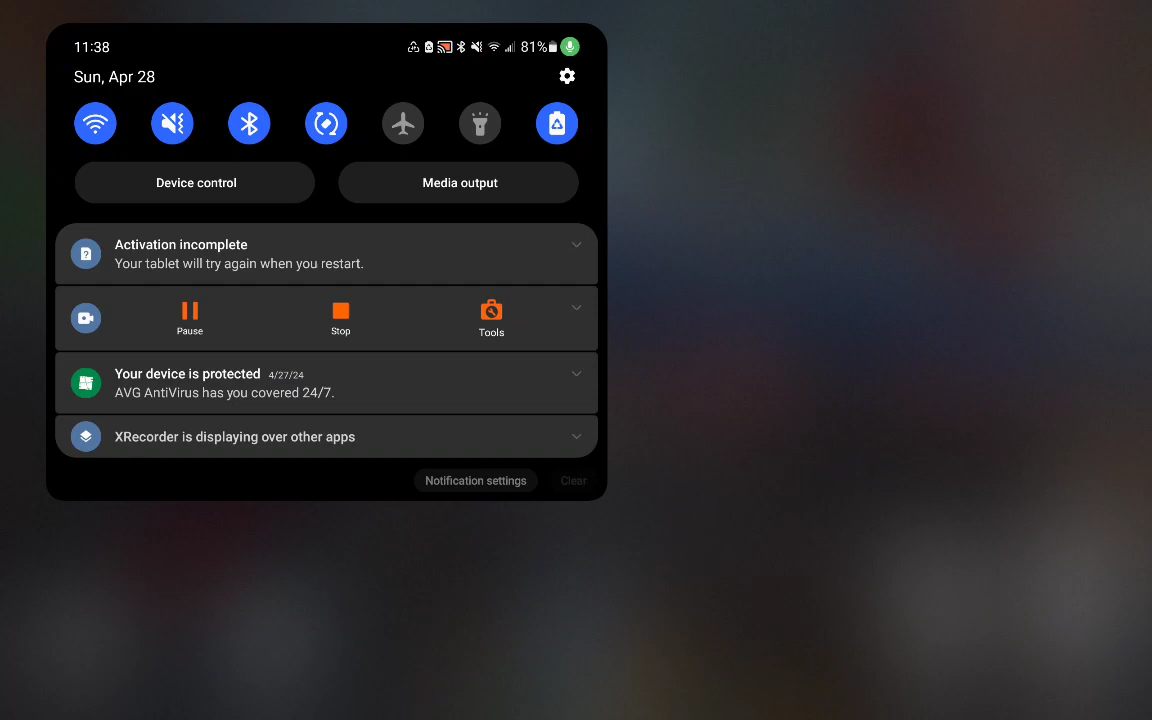 11:38 81%
Sun, Apr 28
Device control Media output
Activation incomplete
Your tablet will try again when you restart.
Pause Stop Tools
Your device is protected 4/27/24
AVG AntiVirus has you covered 24/7.
XRecorder is displaying over other apps
Notification settings Clear